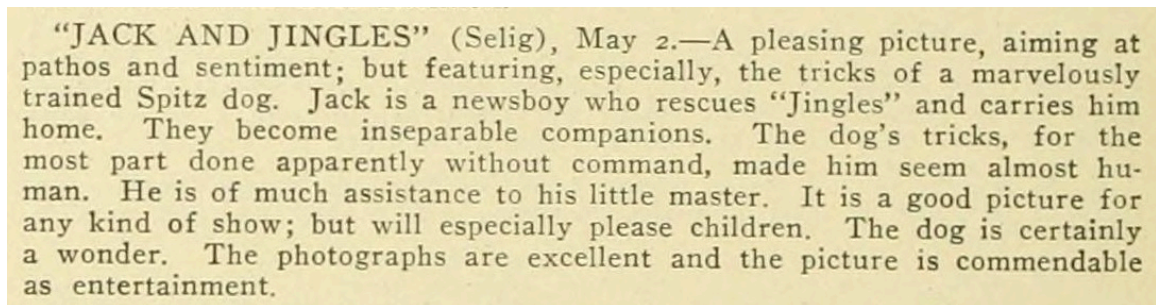 "JACK AND JINGLES" (Selig), May 2.—A pleasing picture, aiming at
pathos and sentiment; but featuring, especially, the tricks of a marvelously
trained Spitz dog. Jack is a newsboy who rescues "Jingles" and carries him
home. They become inseparable companions. The dog's tricks, for the
most part done apparently without command, made him seem almost hu-
man. He is of much assistance to his little master. It is a good picture for
any kind of show; but will especially please children. The dog is certainly
a wonder. The photographs are excellent and the picture is commendable
as entertainment.